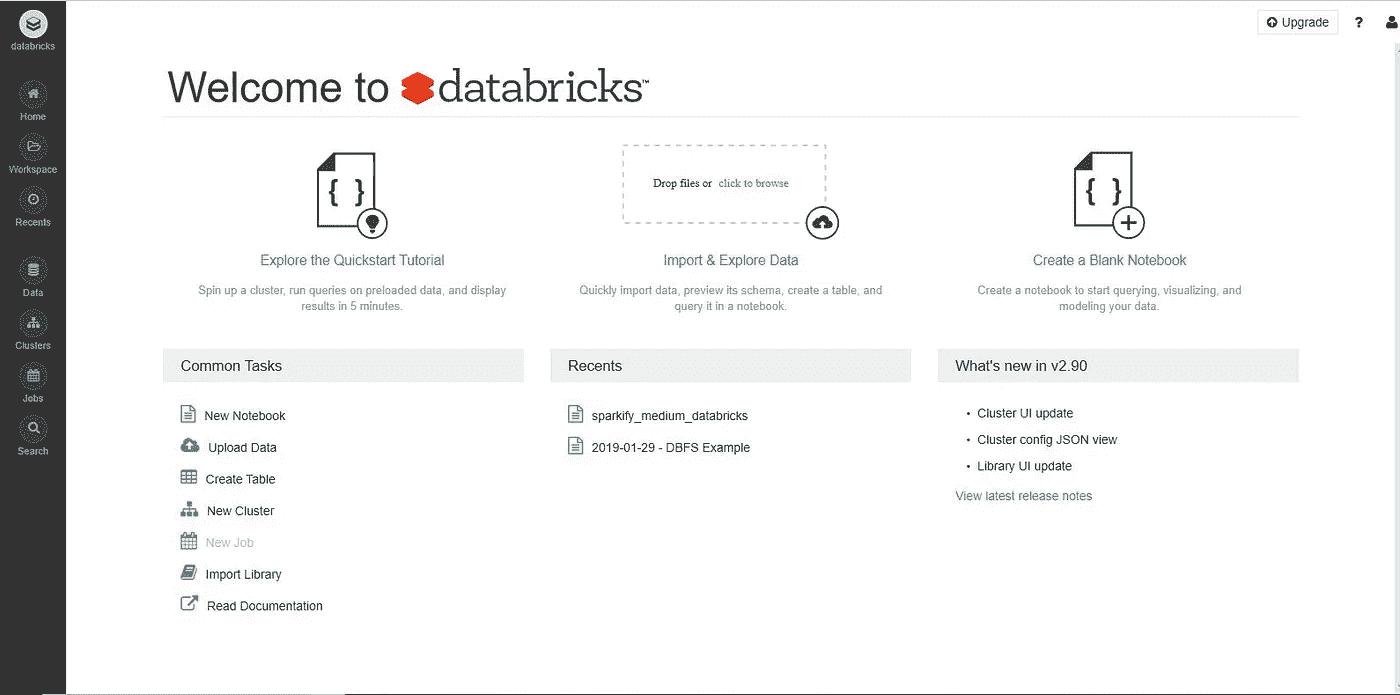 databricks
Home
Workspace
Recents
Data
Clusters
Jobs
Search
Upgrade
?
Welcome to databricks™
{ }
Explore the Quickstart Tutorial
Spin up a cluster, run queries on preloaded data, and display
results in 5 minutes.
Drop files or click to browse
Import & Explore Data
Quickly import data, preview its schema, create a table, and
query it in a notebook.
{ }
Create a Blank Notebook
Create a notebook to start querying, visualizing, and
modeling your data.
Common Tasks
New Notebook
Upload Data
Create Table
New Cluster
New Job
Import Library
Read Documentation
Recents
sparkify_medium_databricks
2019-01-29 - DBFS Example
What's new in v2.90
• Cluster UI update
• Cluster config JSON view
• Library UI update
View latest release notes